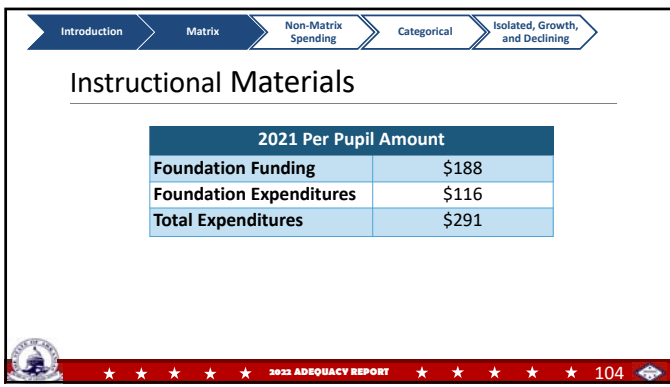 Introduction
Matrix
Non-Matrix
Spending
Categorical
Isolated, Growth,
and Declining
Instructional Materials
2021 Per Pupil Amount
Foundation Funding $188
Foundation Expenditures $116
Total Expenditures $291
2022 ADEQUACY REPORT 104